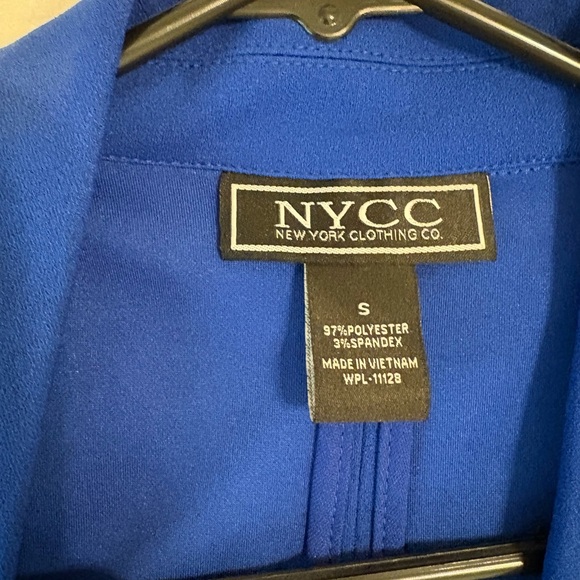 NYCC
NEW YORK CLOTHING CO.
S
97%POLYESTER
3%SPANDEX
MADE IN VIETNAM
WPL-11128